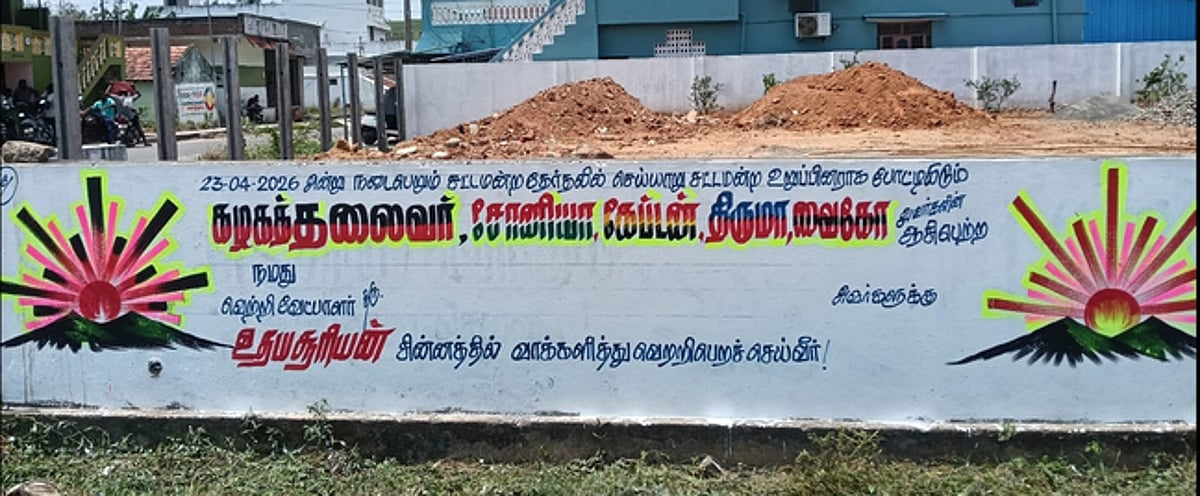 23-04-2026 அன்று நடைபெறும் சட்டமன்ற தேர்தலில் செய்யாறு சட்டமன்ற உறுப்பினராக போட்டியிடும்
கழகத்தலைவர், சோனியா, கேப்டன், திருமா, வைகோ அவர்களின் ஆசிபெற்ற
நமது
வெற்றி வேட்பாளர் திரு. இவர்களுக்கு
உதயசூரியன் சின்னத்தில் வாக்களித்து வெற்றிபெறச் செய்வீர்!